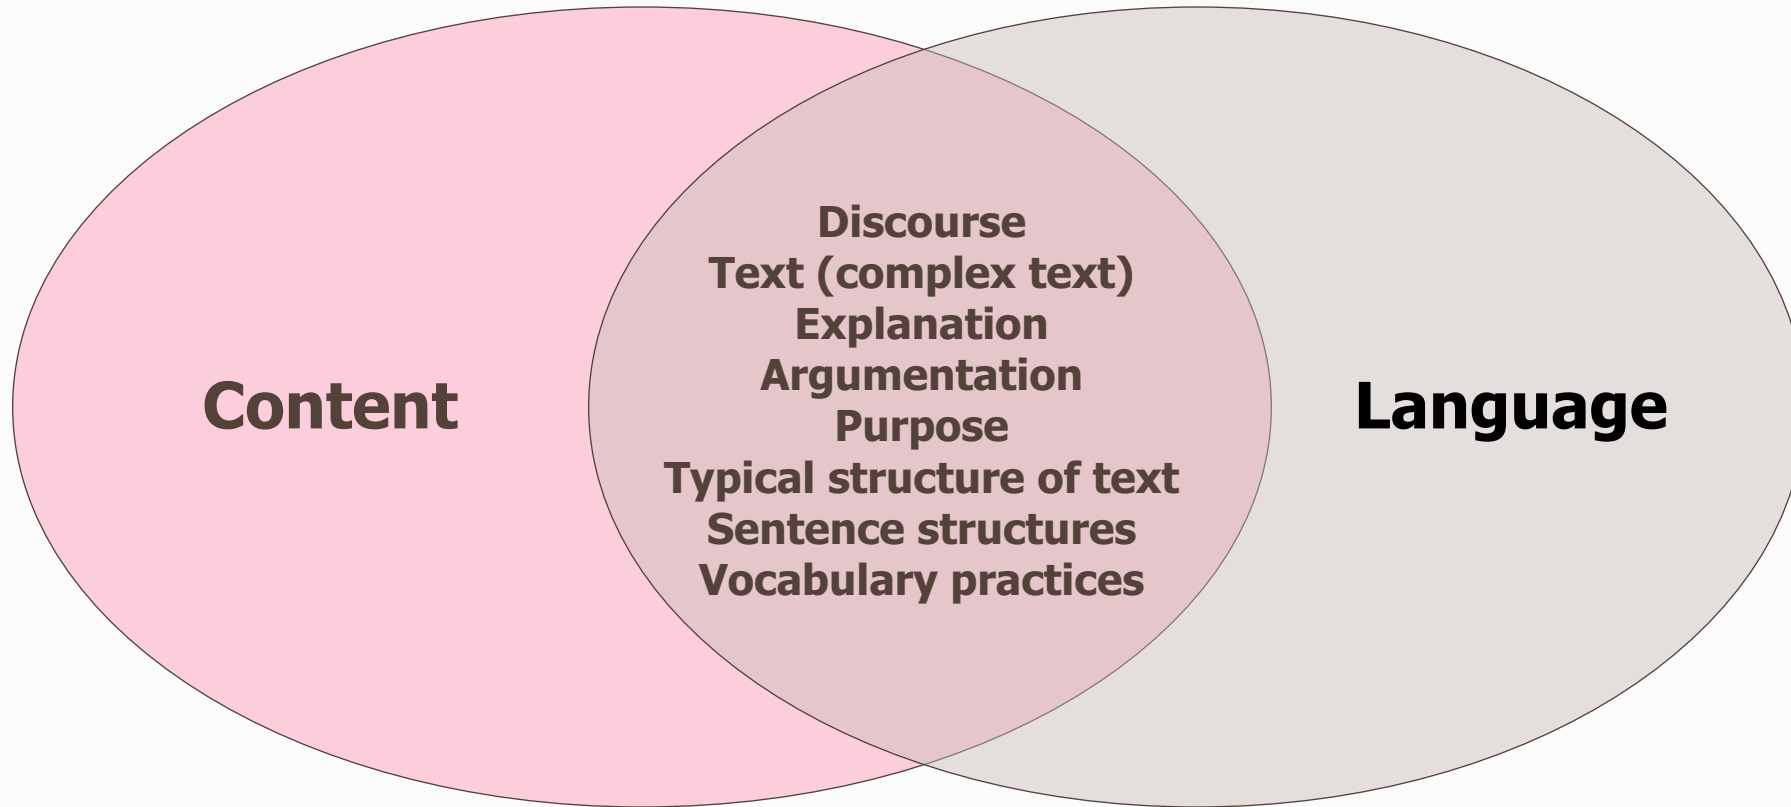 Content
Discourse
Text (complex text)
Explanation
Argumentation
Purpose
Typical structure of text
Sentence structures
Vocabulary practices
Language